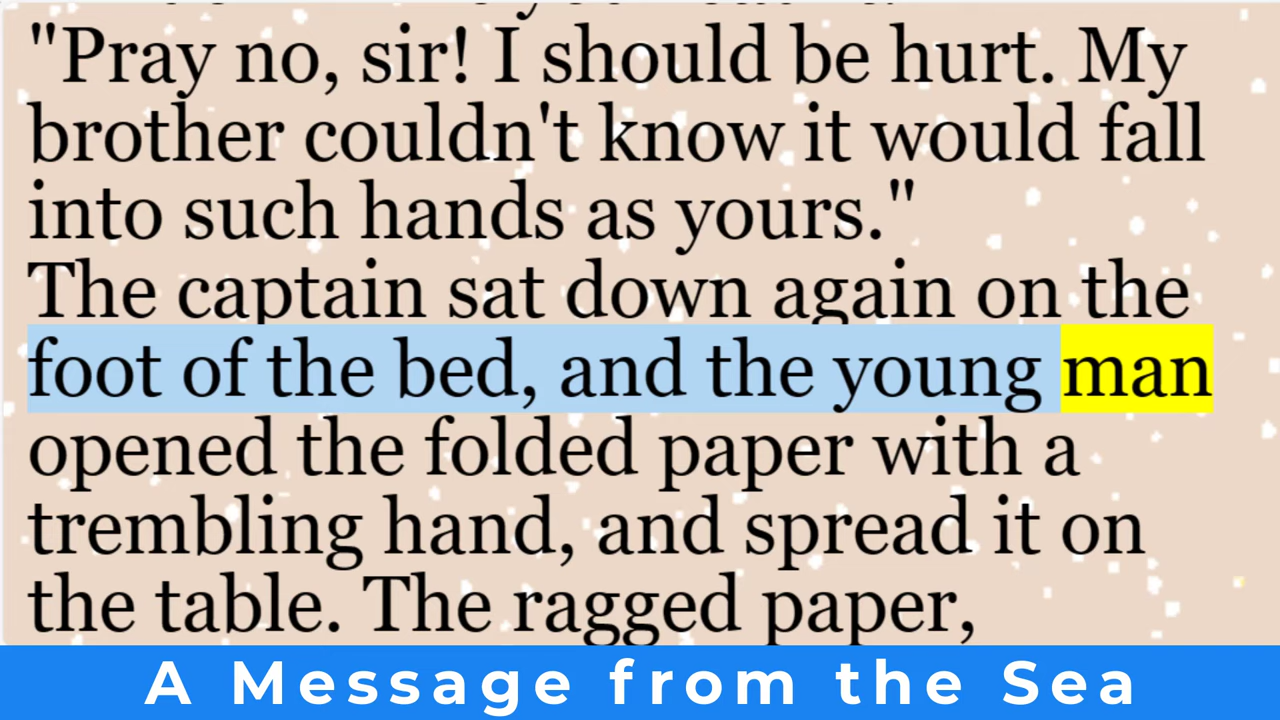 "Pray no, sir! I should be hurt. My
brother couldn't know it would fall
into such hands as yours."
The captain sat down again on the
foot of the bed, and the young man
opened the folded paper with a
trembling hand, and spread it on
the table. The ragged paper,
A Message from the Sea